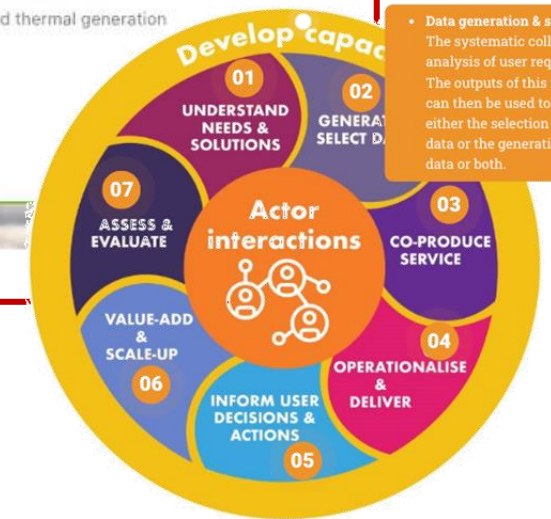 d thermal generation
Develop capac
• Data generation & s
The systematic coll
analysis of user req
The outputs of this
can then be used to
either the selection
data or the generati
data or both.
01
UNDERSTAND
NEEDS &
SOLUTIONS
02
GENERAT
SELECT DA
03
CO-PRODUCE
SERVICE
04
OPERATIONALISE
&
DELIVER
INFORM USER
DECISIONS &
ACTIONS
05
VALUE-ADD
&
SCALE-UP
06
07
ASSESS &
EVALUATE
Actor
interactions